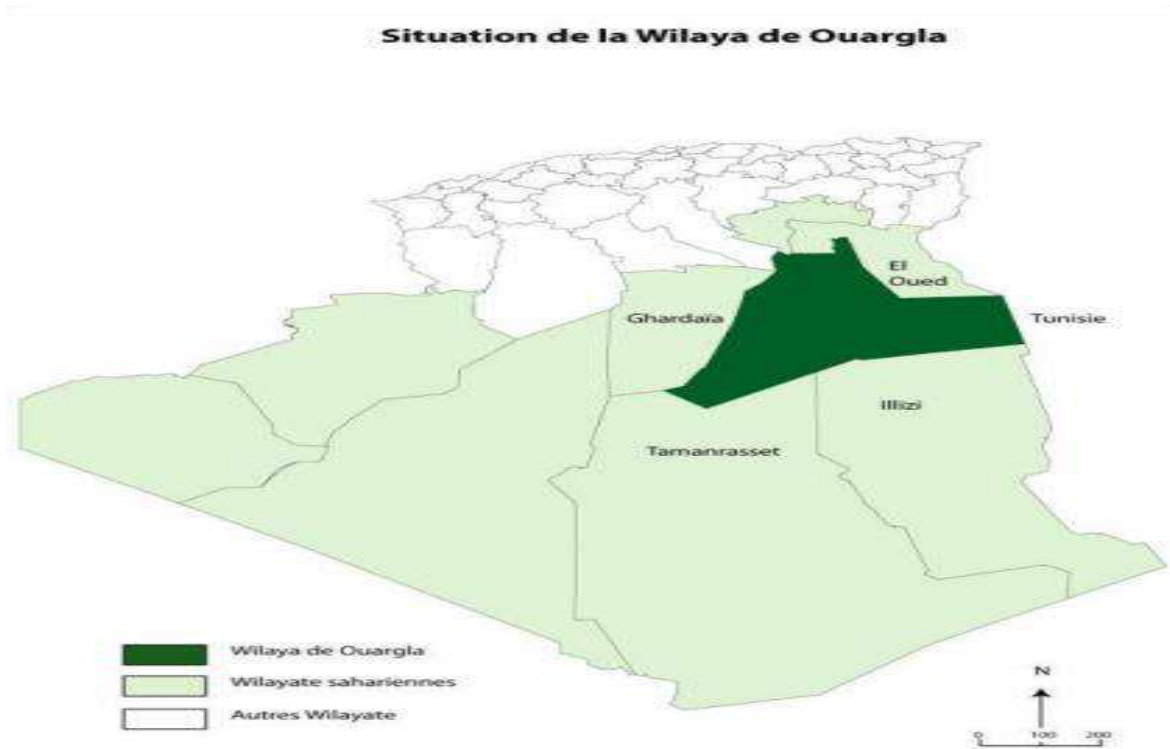 Situation de la Wilaya de Ouargla
El
Oued
Ghardaïa
Tunisie
Illizi
Tamanrasset
Wilaya de Ouargla
Wilayate sahariennes
Autres Wilayate
N
0 100 200